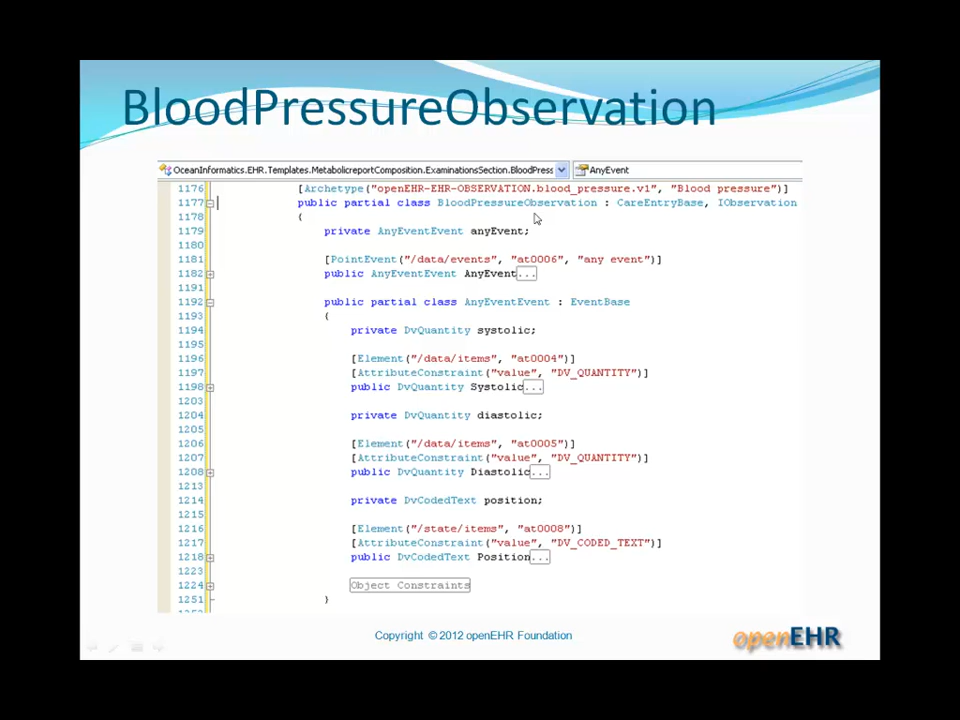 BloodPressureObservation
OceanInformatics.EHR.Templates.MetabolicreportComposition.ExaminationsSection.BloodPress AnyEvent
1176 [Archetype("openEHR-EHR-OBSERVATION.blood_pressure.v1", "Blood pressure")]
1177 public partial class BloodPressureObservation : CareEntryBase, IObservation
1178 {
1179 private AnyEventEvent anyEvent;
1180
1181 [PointEvent("/data/events", "at0006", "any event")]
1182 public AnyEventEvent AnyEvent...
1191
1192 public partial class AnyEventEvent : EventBase
1193 {
1194 private DvQuantity systolic;
1195
1196 [Element("/data/items", "at0004")]
1197 [AttributeConstraint("value", "DV_QUANTITY")]
1198 public DvQuantity Systolic...
1203
1204 private DvQuantity diastolic;
1205
1206 [Element("/data/items", "at0005")]
1207 [AttributeConstraint("value", "DV_QUANTITY")]
1208 public DvQuantity Diastolic...
1213
1214 private DvCodedText position;
1215
1216 [Element("/state/items", "at0008")]
1217 [AttributeConstraint("value", "DV_CODED_TEXT")]
1218 public DvCodedText Position...
1223
1224 Object Constraints
1251 }
Copyright © 2012 openEHR Foundation
openEHR